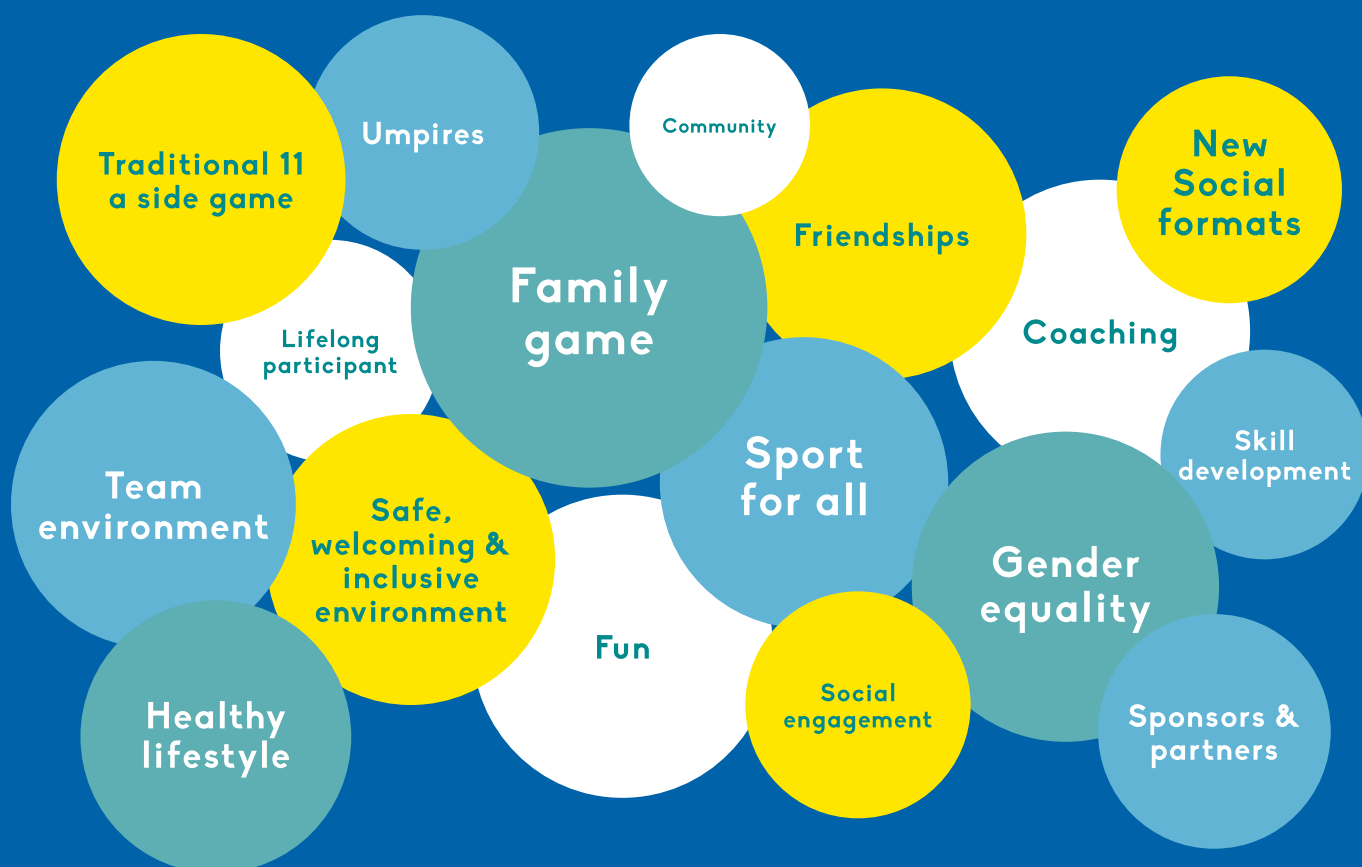 Traditional 11
a side game
Umpires
Community
Friendships
New
Social
formats
Family
game
Lifelong
participant
Coaching
Team
environment
Safe,
welcoming &
inclusive
environment
Sport
for all
Skill
development
Gender
equality
Fun
Healthy
lifestyle
Social
engagement
Sponsors &
partners